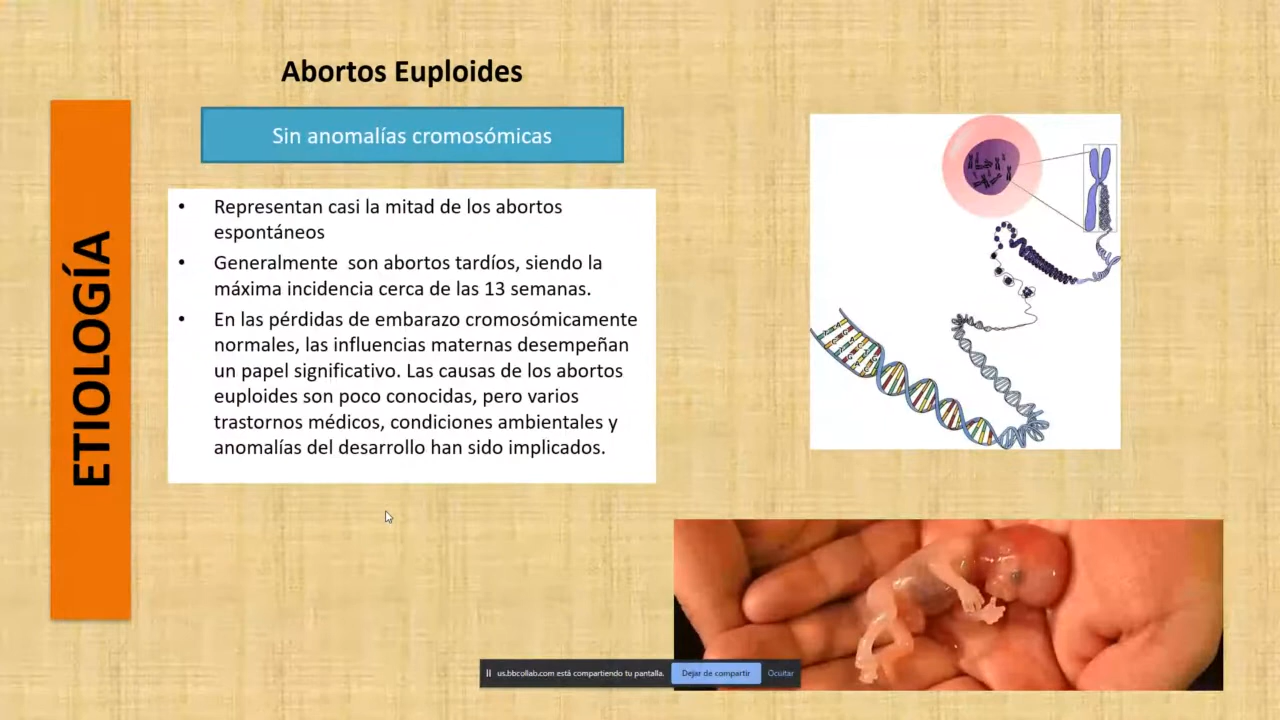 Abortos Euploides
Sin anomalías cromosómicas
ETIOLOGÍA
• Representan casi la mitad de los abortos
espontáneos
• Generalmente son abortos tardíos, siendo la
máxima incidencia cerca de las 13 semanas.
• En las pérdidas de embarazo cromosómicamente
normales, las influencias maternas desempeñan
un papel significativo. Las causas de los abortos
euploides son poco conocidas, pero varios
trastornos médicos, condiciones ambientales y
anomalías del desarrollo han sido implicados.
us.bbcollab.com está compartiendo tu pantalla. Dejar de compartir Ocultar